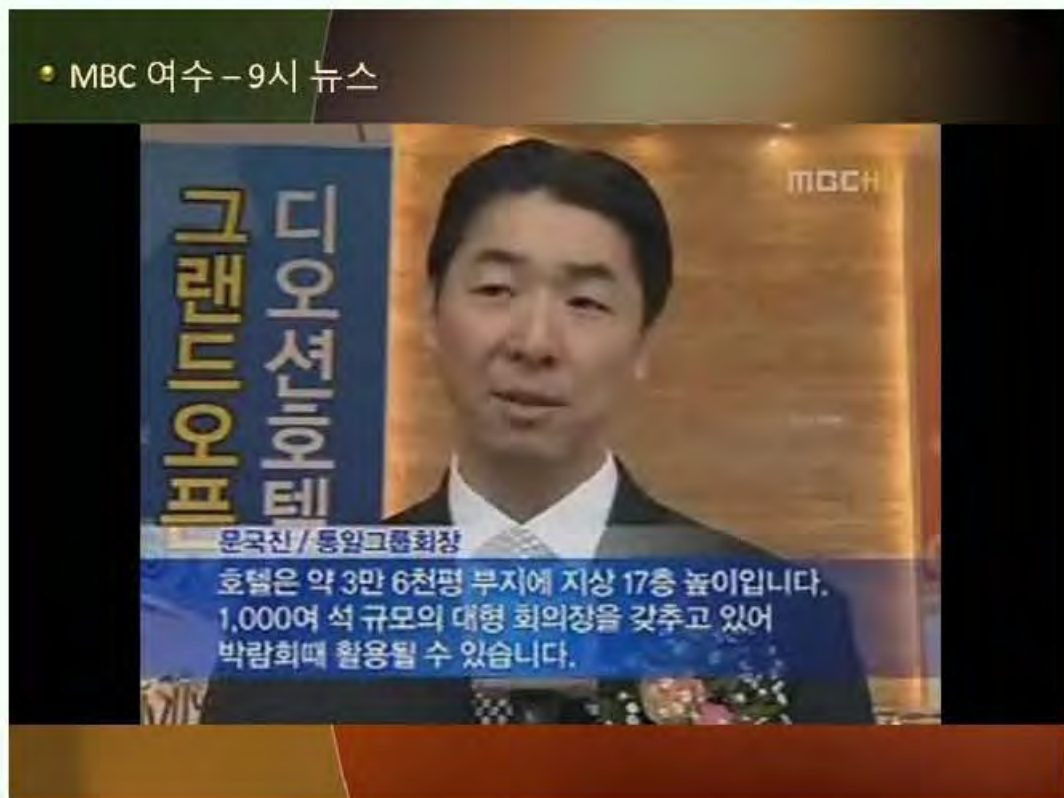 MBC 여수 – 9시 뉴스
MBC
디오션호텔
그랜드오프
문국진 / 통일그룹회장
호텔은 약 3만 6천평 부지에 지상 17층 높이입니다.
1,000여 석 규모의 대형 회의장을 갖추고 있어
박람회때 활용될 수 있습니다.